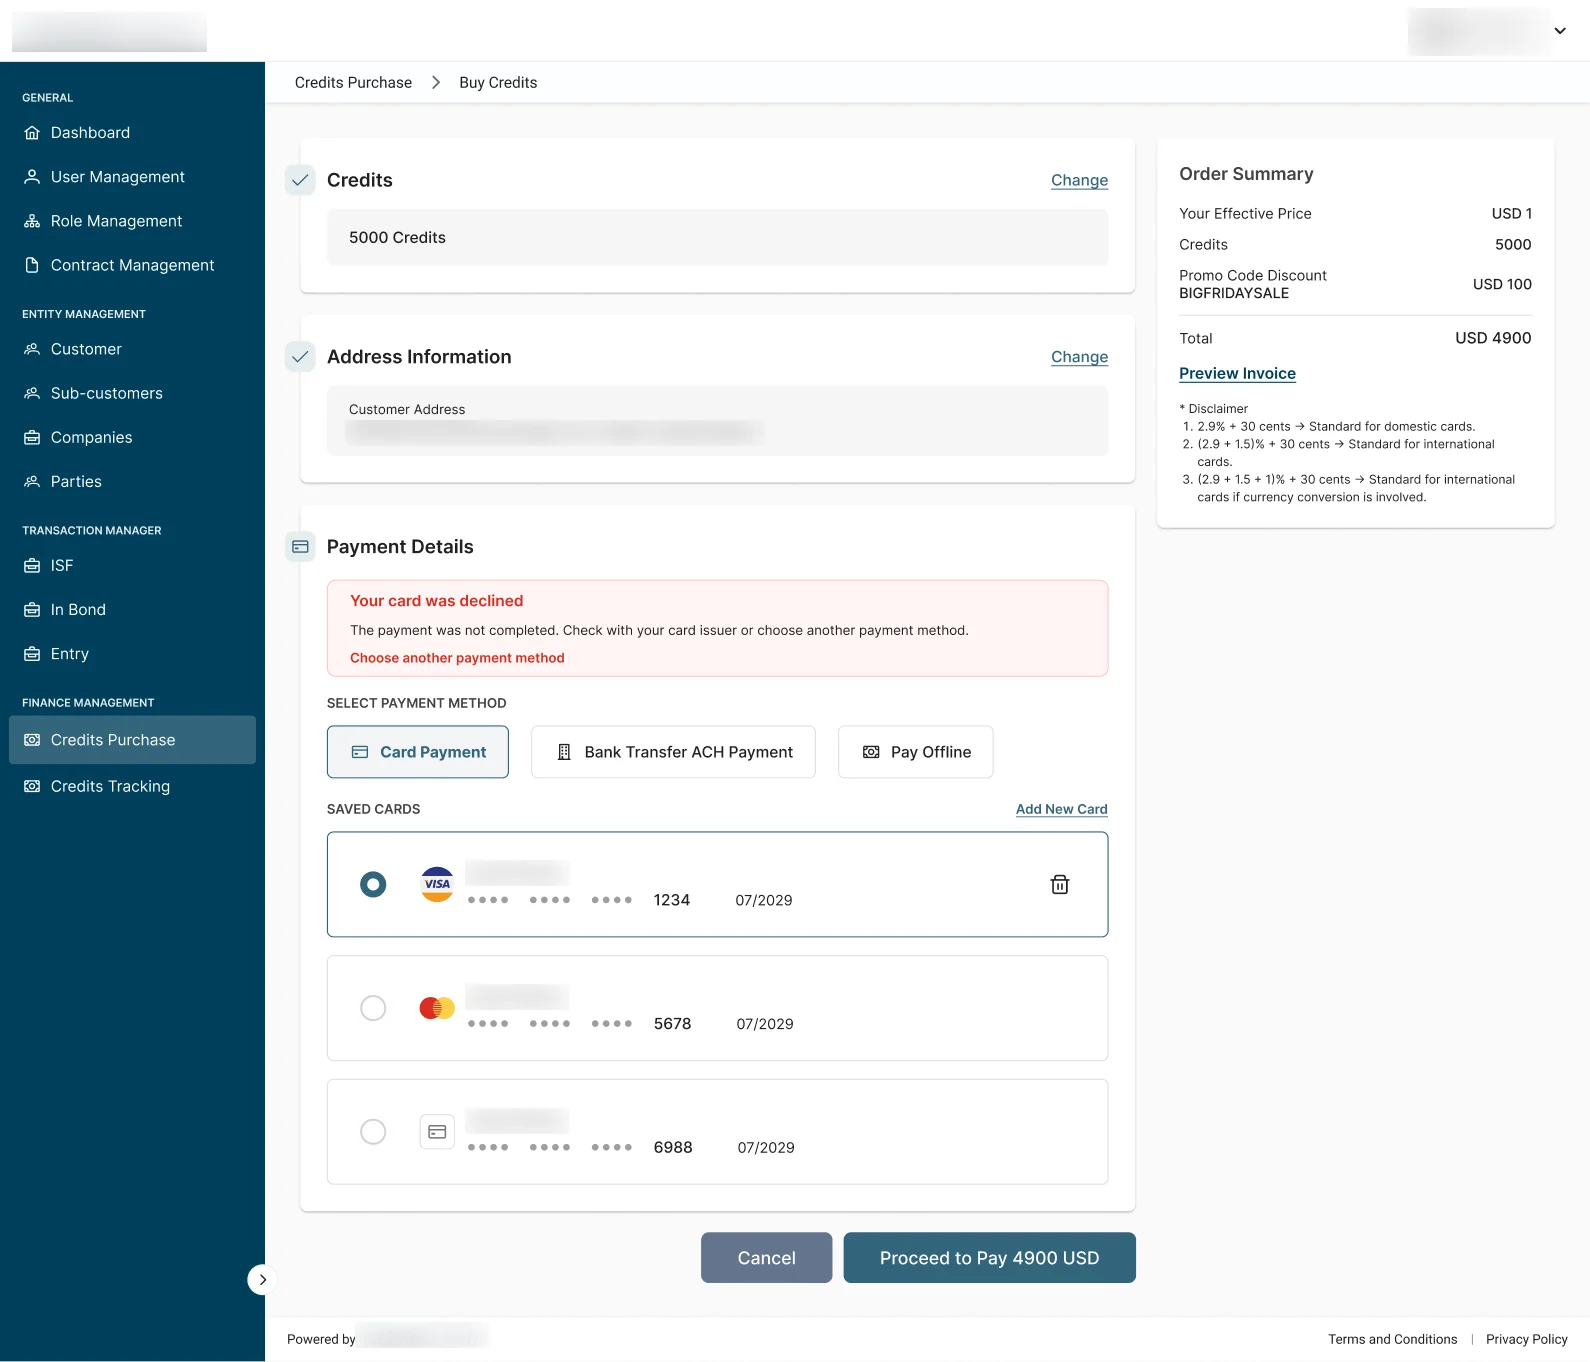 Credits Purchase > Buy Credits
GENERAL
Dashboard
User Management
Role Management
Contract Management
ENTITY MANAGEMENT
Customer
Sub-customers
Companies
Parties
TRANSACTION MANAGER
ISF
In Bond
Entry
FINANCE MANAGEMENT
Credits Purchase
Credits Tracking
Credits
Change
5000 Credits
Address Information
Change
Customer Address
Payment Details
Your card was declined
The payment was not completed. Check with your card issuer or choose another payment method.
Choose another payment method
SELECT PAYMENT METHOD
Card Payment
Bank Transfer ACH Payment
Pay Offline
SAVED CARDS
Add New Card
VISA
•••• •••• •••• 1234 07/2029
•••• •••• •••• 5678 07/2029
•••• •••• •••• 6988 07/2029
Cancel
Proceed to Pay 4900 USD
Order Summary
Your Effective Price USD 1
Credits 5000
Promo Code Discount
BIGFRIDAYSALE
USD 100
Total USD 4900
Preview Invoice
* Disclaimer
1. 2.9% + 30 cents → Standard for domestic cards.
2. (2.9 + 1.5)% + 30 cents → Standard for international
cards.
3. (2.9 + 1.5 + 1)% + 30 cents → Standard for international
cards if currency conversion is involved.
Powered by
Terms and Conditions | Privacy Policy